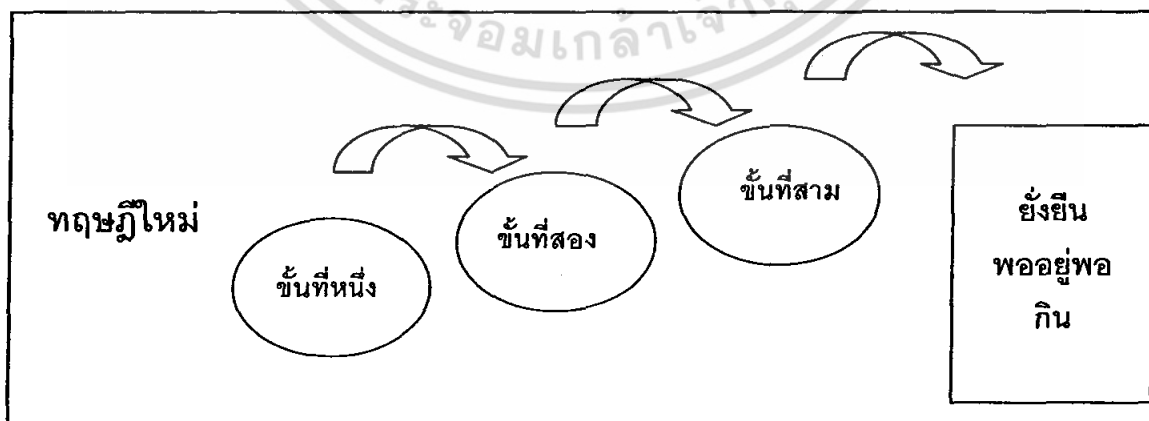 ทฤษฎีใหม่
ขั้นที่หนึ่ง
ขั้นที่สอง
ขั้นที่สาม
ยั่งยืน
พออยู่พอ
กิน